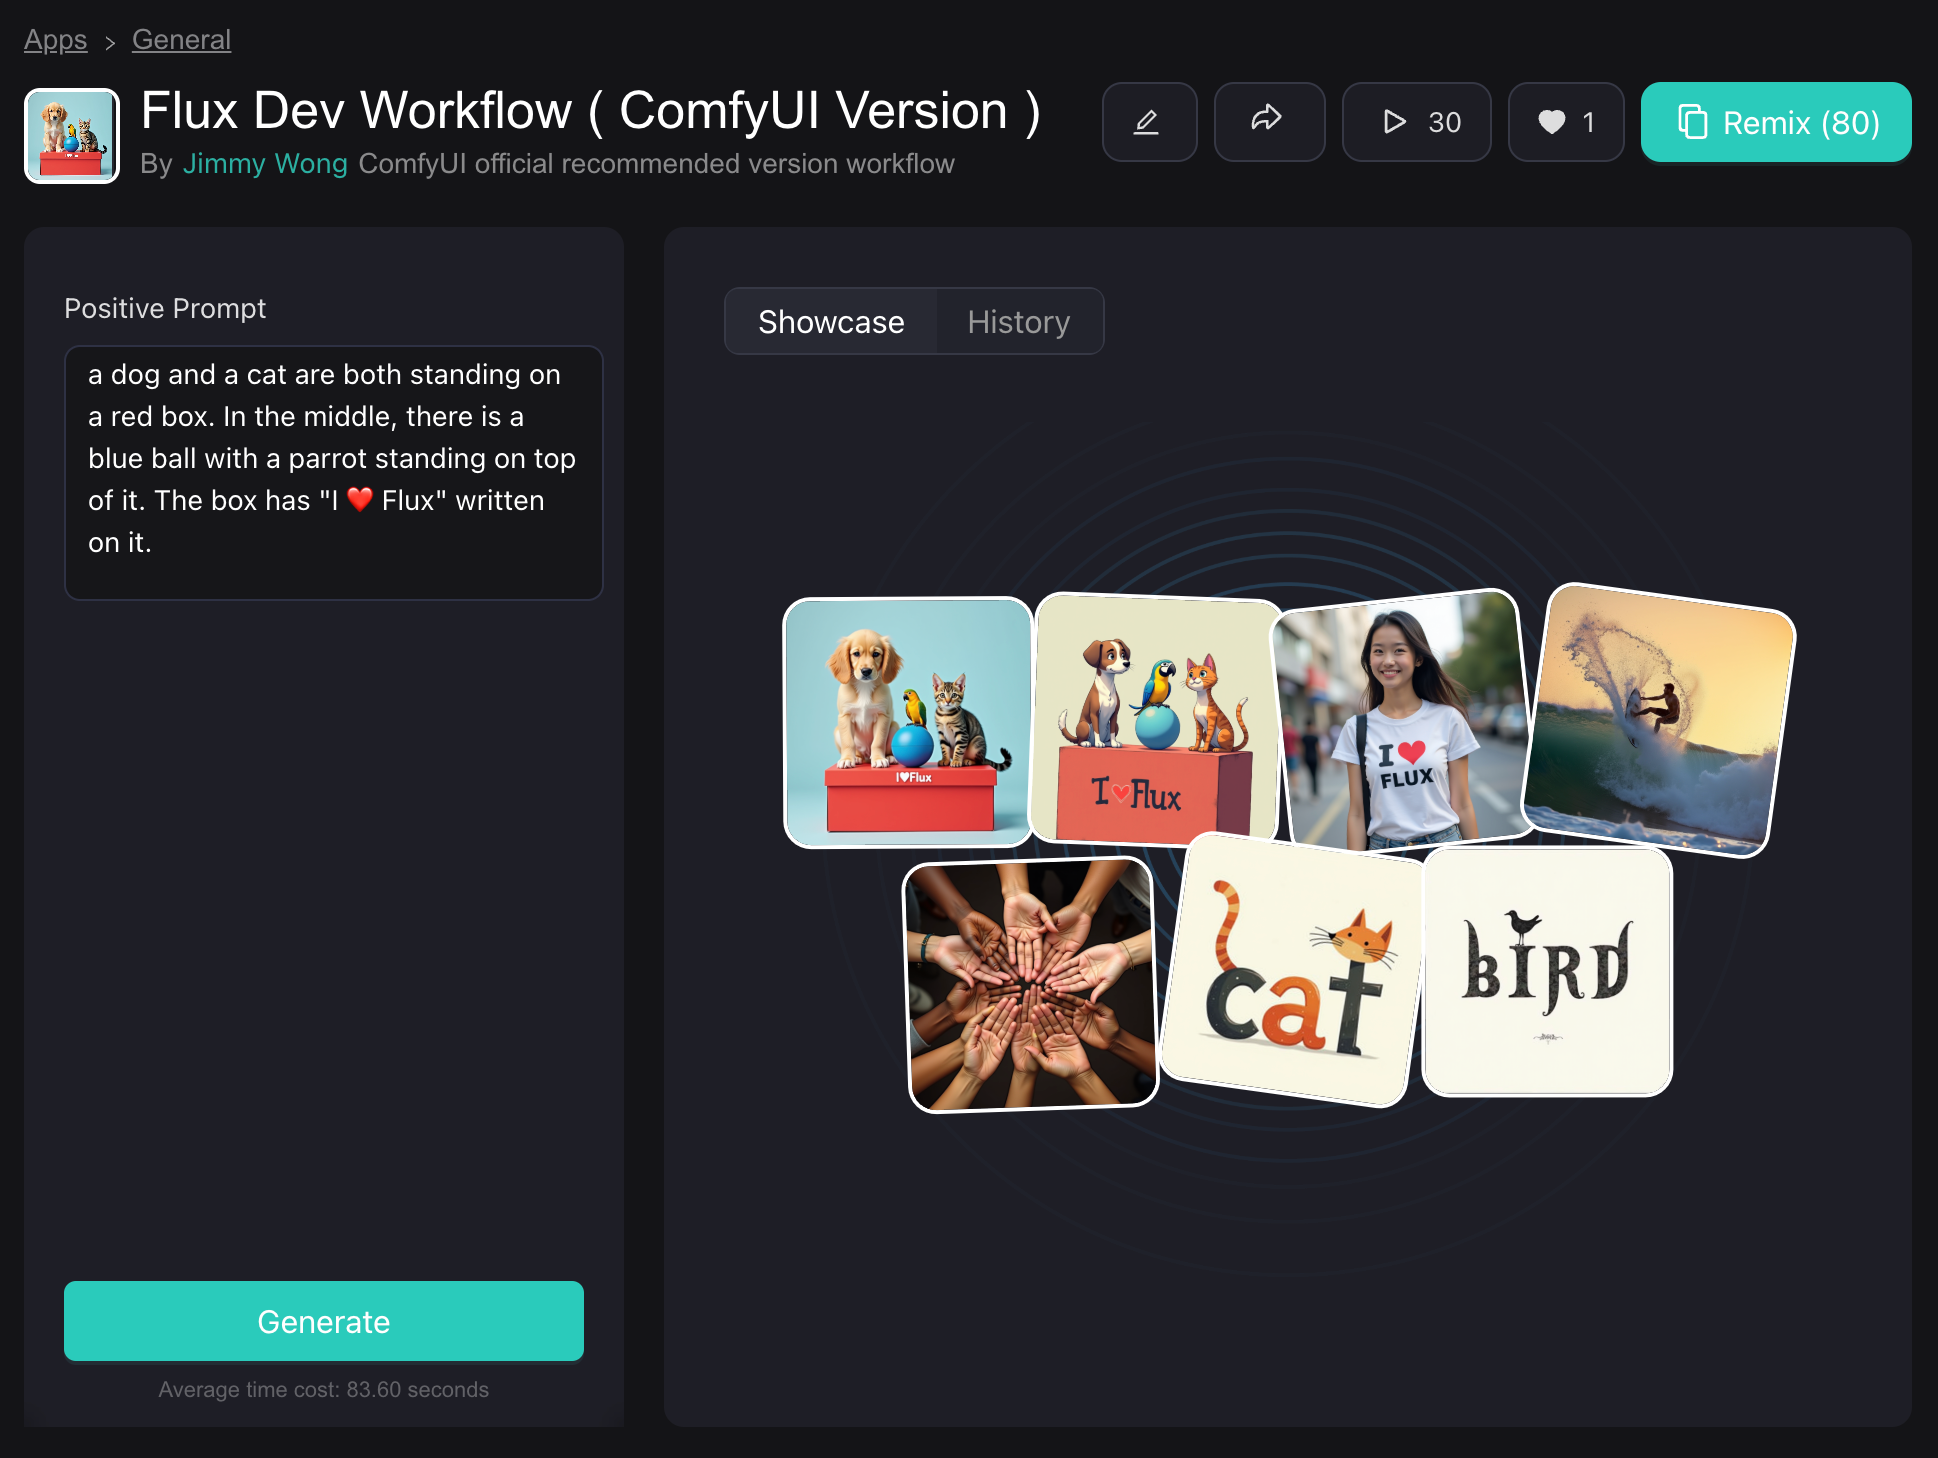 Apps > General
Flux Dev Workflow ( ComfyUI Version )
By Jimmy Wong ComfyUI official recommended version workflow
30
1
Remix (80)
Positive Prompt
a dog and a cat are both standing on
a red box. In the middle, there is a
blue ball with a parrot standing on top
of it. The box has "I ❤️ Flux" written
on it.
Generate
Average time cost: 83.60 seconds
Showcase
History
I♥Flux
I♥Flux
I ♥
FLUX
cat
BIRD